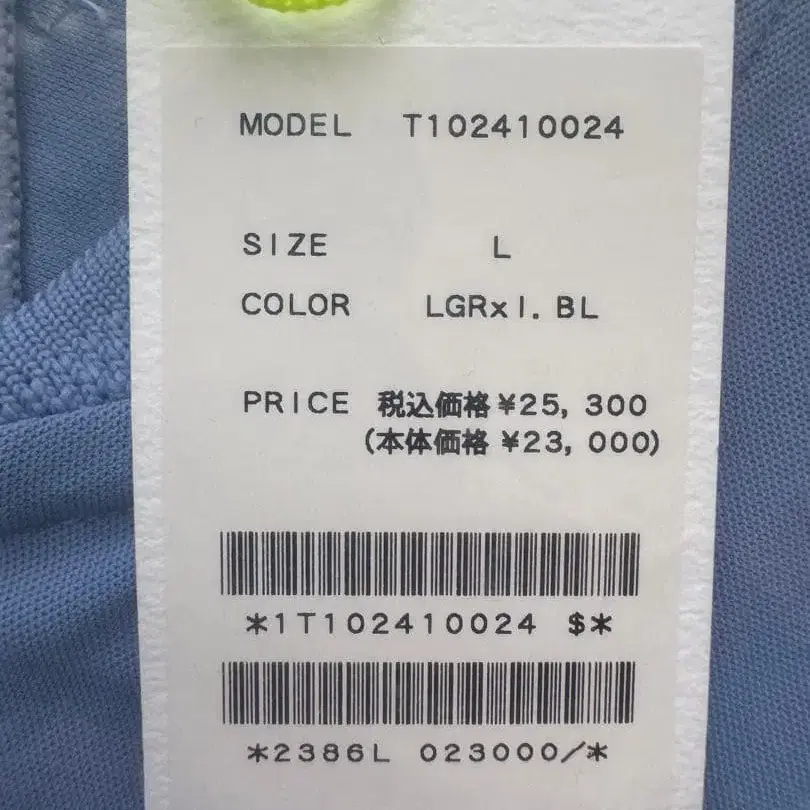 MODEL T102410024
SIZE L
COLOR LGRxI. BL
PRICE 税込価格 ¥25, 300
(本体価格 ¥23, 000)
*1T102410024 $*
*2386L 023000/*